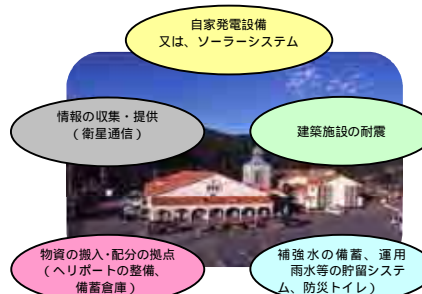 自家発電設備
又は、ソーラーシステム
情報の収集・提供
（衛星通信）
建築施設の耐震
物資の搬入・配分の拠点
（ヘリポートの整備、
備蓄倉庫）
補強水の備蓄、運用
雨水等の貯留システ
ム、防災トイレ）